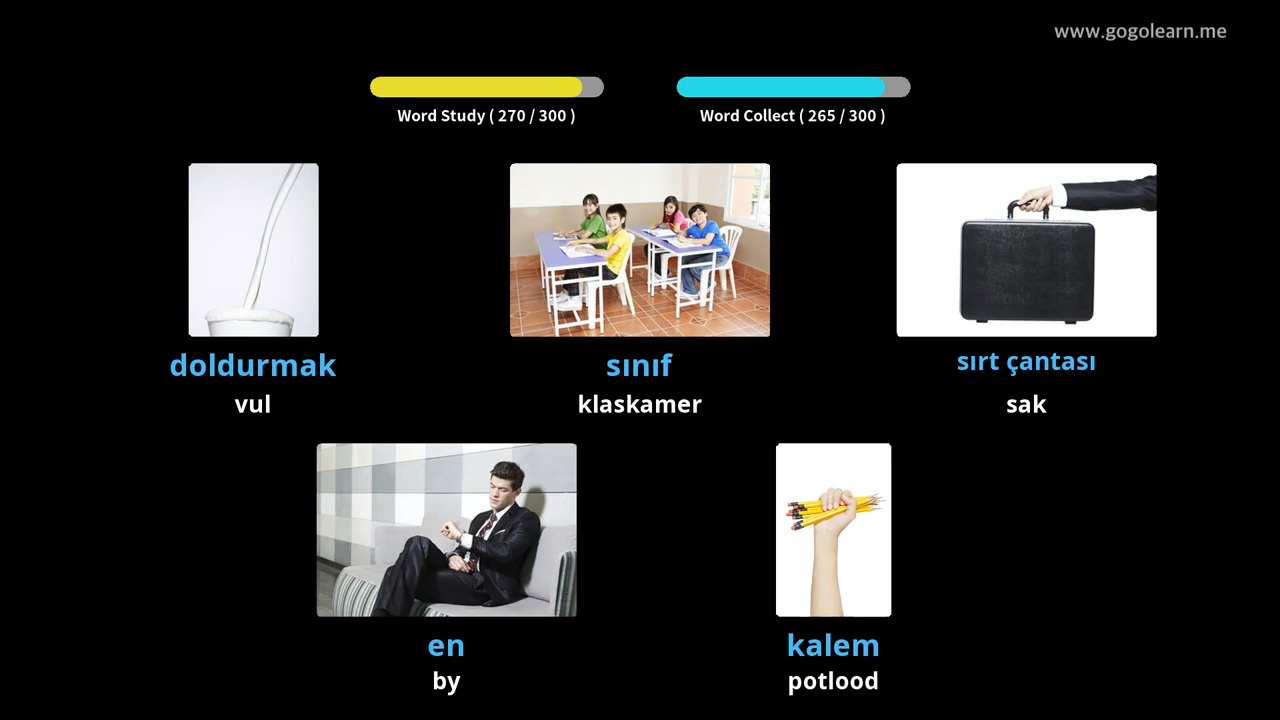 www.gogolearn.me
Word Study ( 270 / 300 )
Word Collect ( 265 / 300 )
doldurmak
vul
sınıf
klaskamer
sırt çantası
sak
en
by
kalem
potlood